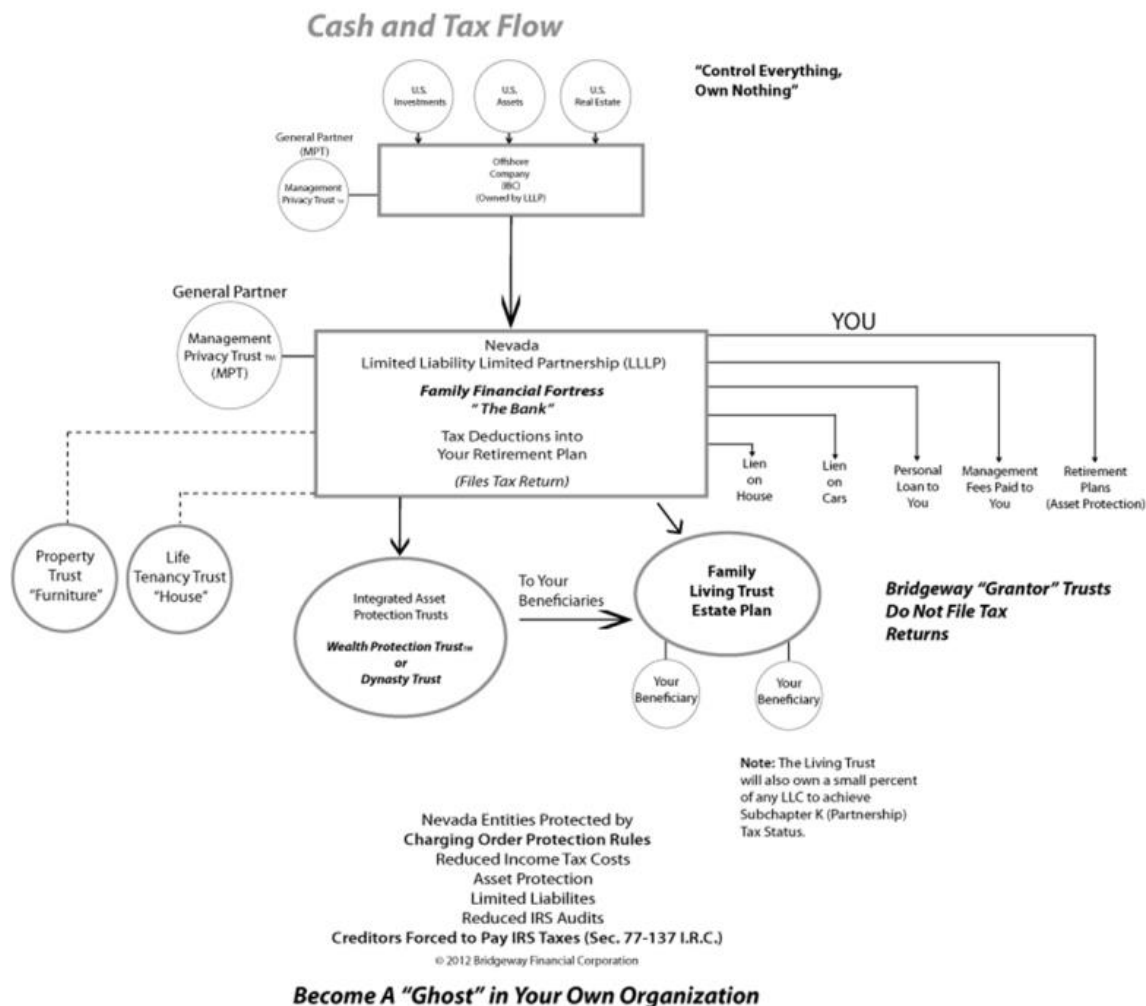 Cash and Tax Flow
"Control Everything,
Own Nothing"
U.S.
Investments
U.S.
Assets
U.S.
Real Estate
General Partner
(MPT)
Management
Privacy Trust TM
Offshore
Company
(IBC)
(Owned by LLLP)
General Partner
Management
Privacy Trust TM
(MPT)
YOU
Nevada
Limited Liability Limited Partnership (LLLP)
Family Financial Fortress
"The Bank"
Tax Deductions into
Your Retirement Plan
(Files Tax Return)
Lien
on
House
Lien
on
Cars
Personal
Loan to
You
Management
Fees Paid to
You
Retirement
Plans
(Asset Protection)
Property
Trust
"Furniture"
Life
Tenancy Trust
"House"
Integrated Asset
Protection Trusts
Wealth Protection Trust TM
or
Dynasty Trust
To Your
Beneficiaries
Family
Living Trust
Estate Plan
Bridgeway "Grantor" Trusts
Do Not File Tax
Returns
Your
Beneficiary
Your
Beneficiary
Note: The Living Trust
will also own a small percent
of any LLC to achieve
Subchapter K (Partnership)
Tax Status.
Nevada Entities Protected by
Charging Order Protection Rules
Reduced Income Tax Costs
Asset Protection
Limited Liabilites
Reduced IRS Audits
Creditors Forced to Pay IRS Taxes (Sec. 77-137 I.R.C.)
© 2012 Bridgeway Financial Corporation
Become A "Ghost" in Your Own Organization